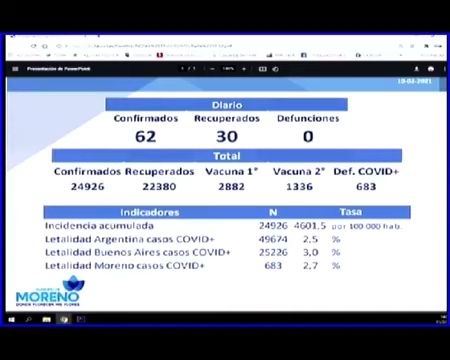 Presentación de PowerPoint
10-03-2021
Diario
Confirmados Recuperados Defunciones
62 30 0
Total
Confirmados Recuperados Vacuna 1° Vacuna 2° Def. COVID+
24926 22380 2882 1336 683
Indicadores N Tasa
Incidencia acumulada 24926 4601,5 por 100 000 hab.
Letalidad Argentina casos COVID+ 49674 2,5 %
Letalidad Buenos Aires casos COVID+ 25226 3,0 %
Letalidad Moreno casos COVID+ 683 2,7 %
MORENO